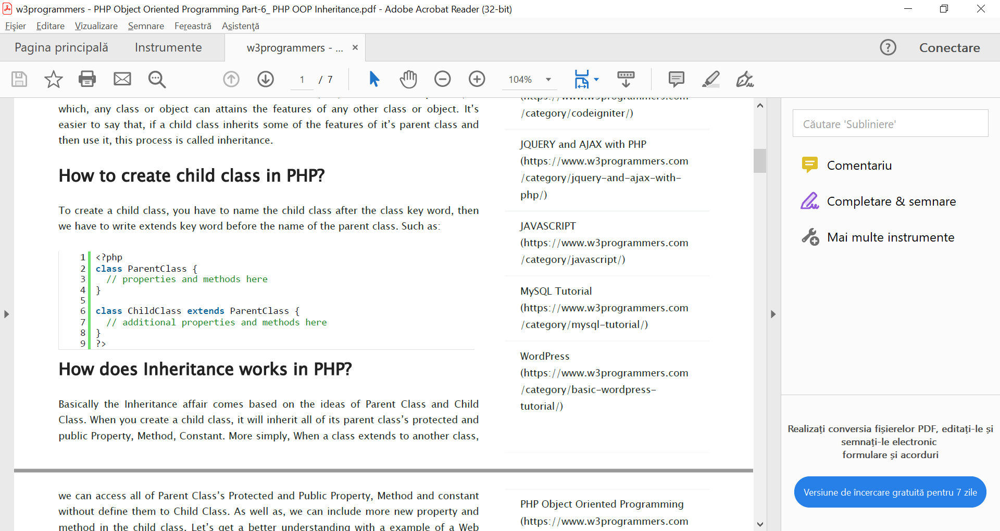 w3programmers - PHP Object Oriented Programming Part-6_ PHP OOP Inheritance.pdf - Adobe Acrobat Reader (32-bit)
Fișier Editare Vizualizare Semnare Fereastră Asistență
Pagina principală Instrumente w3programmers - ... × ? Conectare
1 / 7 104%
which, any class or object can attains the features of any other class or object. It’s
easier to say that, if a child class inherits some of the features of it’s parent class and
then use it, this process is called inheritance.
How to create child class in PHP?
To create a child class, you have to name the child class after the class key word, then
we have to write extends key word before the name of the parent class. Such as:
1 <?php
2 class ParentClass {
3 // properties and methods here
4 }
5
6 class ChildClass extends ParentClass {
7 // additional properties and methods here
8 }
9 ?>
How does Inheritance works in PHP?
Basically the Inheritance affair comes based on the ideas of Parent Class and Child
Class. When you create a child class, it will inherit all of its parent class’s protected and
public Property, Method, Constant. More simply, When a class extends to another class,
we can access all of Parent Class’s Protected and Public Property, Method and constant
without define them to Child Class. As well as, we can include more new property and
method in the child class. Let’s get a better understanding with a example of a Web
(https://www.w3programmers.com
/category/codeigniter/)
JQUERY and AJAX with PHP
(https://www.w3programmers.com
/category/jquery-and-ajax-with-
php/)
JAVASCRIPT
(https://www.w3programmers.com
/category/javascript/)
MySQL Tutorial
(https://www.w3programmers.com
/category/mysql-tutorial/)
WordPress
(https://www.w3programmers.com
/category/basic-wordpress-
tutorial/)
PHP Object Oriented Programming
(https://www.w3programmers.com
Căutare 'Subliniere'
Comentariu
Completare & semnare
Mai multe instrumente
Realizați conversia fișierelor PDF, editați-le și
semnați-le electronic
formulare și acorduri
Versiune de încercare gratuită pentru 7 zile